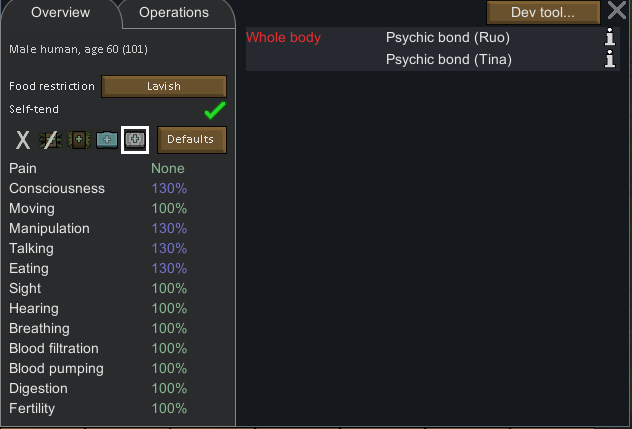 Overview
Operations
Dev tool...
Male human, age 60 (101)
Food restriction Lavish
Self-tend
Defaults
Pain None
Consciousness 130%
Moving 100%
Manipulation 130%
Talking 130%
Eating 130%
Sight 100%
Hearing 100%
Breathing 100%
Blood filtration 100%
Blood pumping 100%
Digestion 100%
Fertility 100%
Whole body Psychic bond (Ruo)
Psychic bond (Tina)